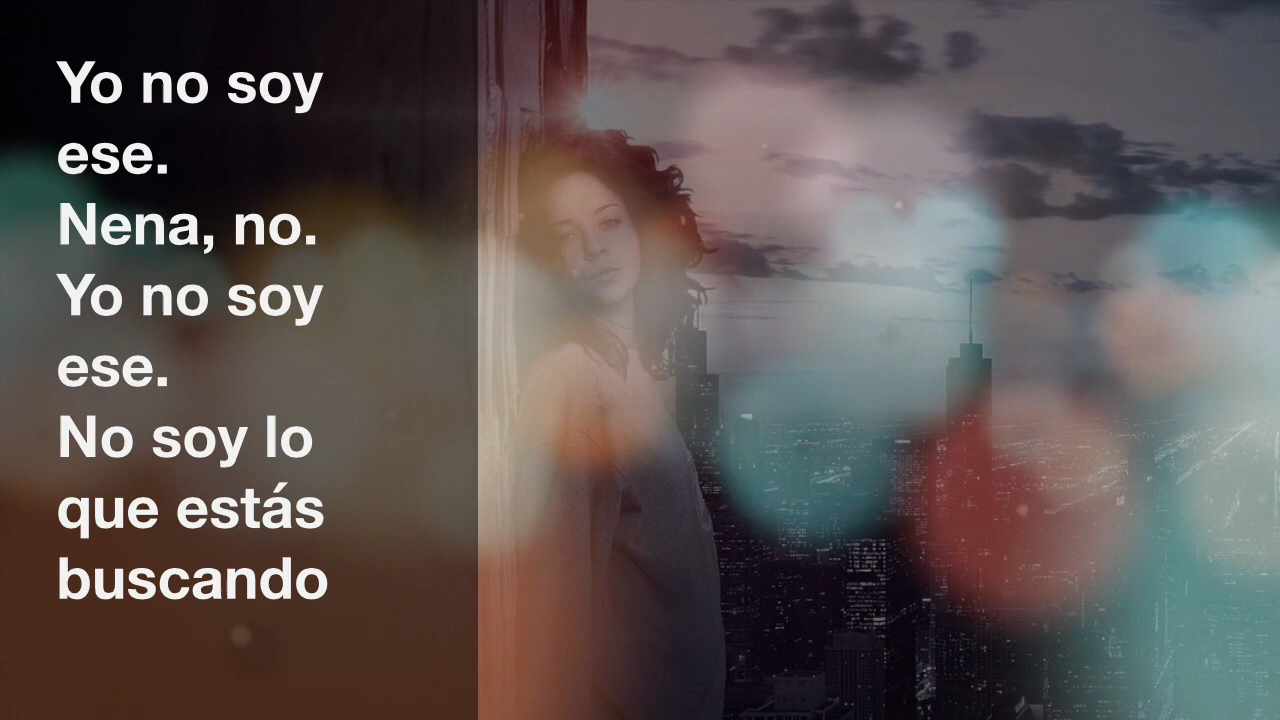 Yo no soy
ese.
Nena, no.
Yo no soy
ese.
No soy lo
que estás
buscando